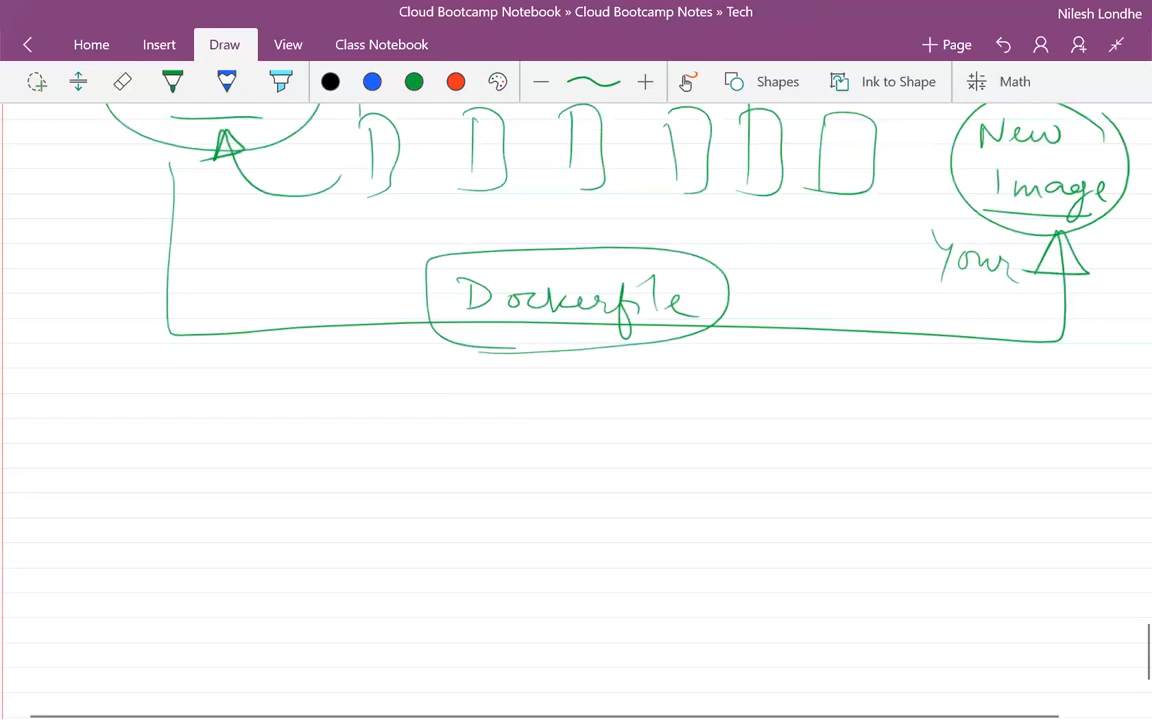 Cloud Bootcamp Notebook » Cloud Bootcamp Notes » Tech
Nilesh Londhe
Home Insert Draw View Class Notebook Page
Shapes Ink to Shape Math
New
Image
Your
Dockerfile